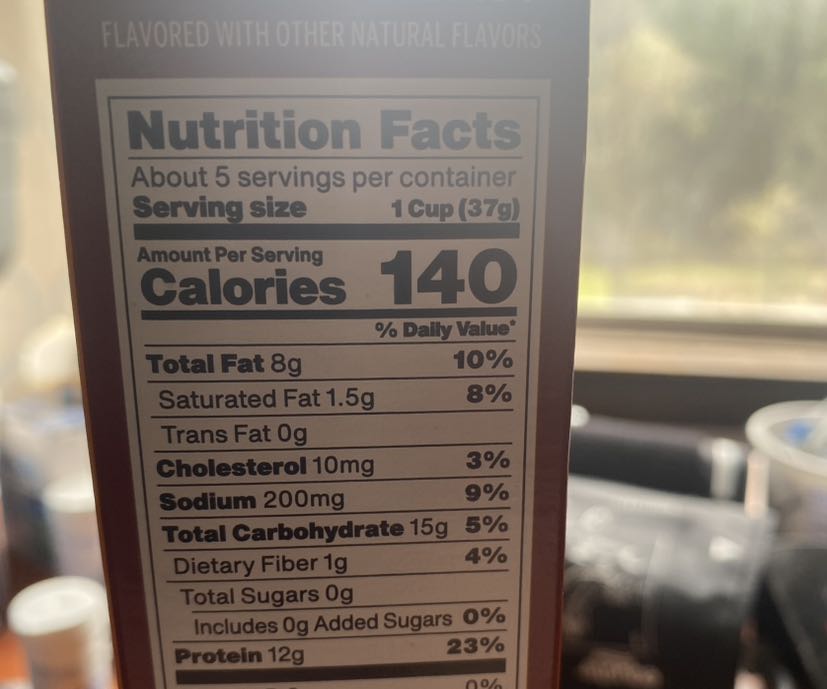 FLAVORED WITH OTHER NATURAL FLAVORS
Nutrition Facts
About 5 servings per container
Serving size 1 Cup (37g)
Amount Per Serving
Calories 140
% Daily Value*
Total Fat 8g 10%
Saturated Fat 1.5g 8%
Trans Fat 0g
Cholesterol 10mg 3%
Sodium 200mg 9%
Total Carbohydrate 15g 5%
Dietary Fiber 1g 4%
Total Sugars 0g
Includes 0g Added Sugars 0%
Protein 12g 23%
0%